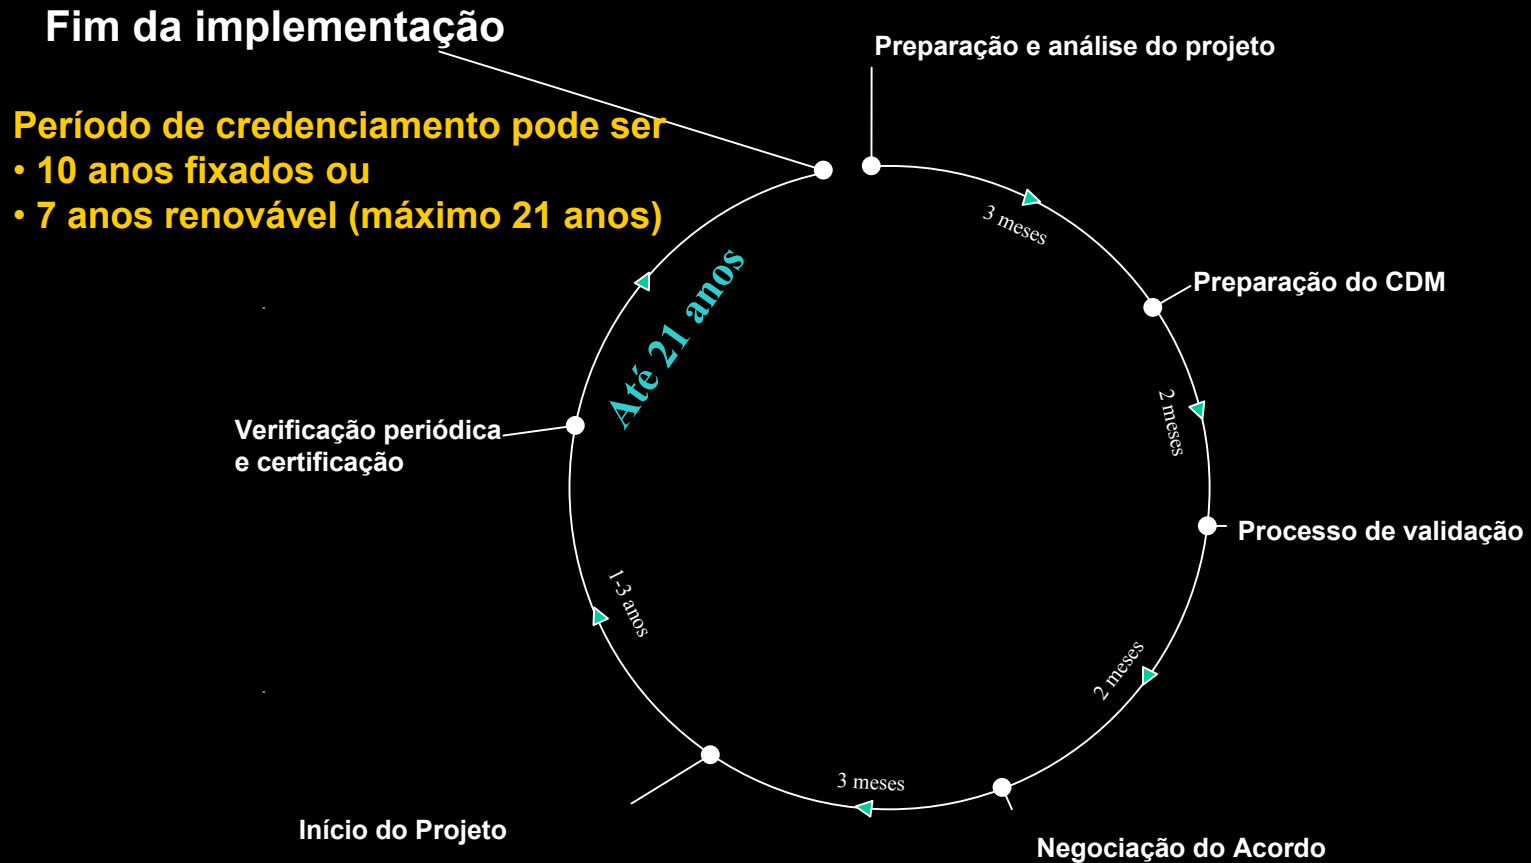 Fim da implementação
Período de credenciamento pode ser
• 10 anos fixados ou
• 7 anos renovável (máximo 21 anos)
Preparação e análise do projeto
3 meses
Preparação do CDM
2 meses
Processo de validação
2 meses
Negociação do Acordo
3 meses
Início do Projeto
1-3 anos
Verificação periódica
e certificação
Até 21 anos